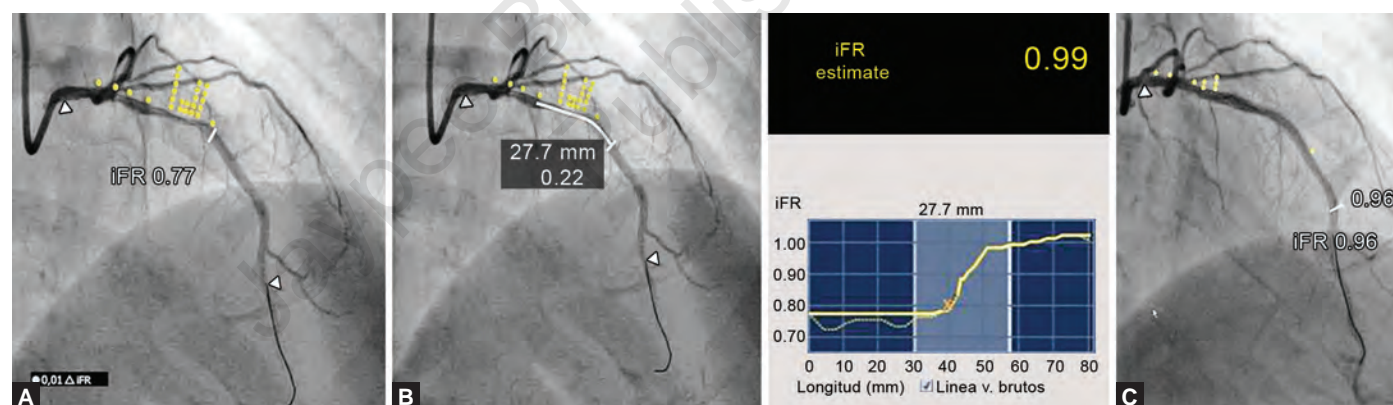 iFR 0.77
0,01 Δ iFR
A
27.7 mm
0.22
B
iFR
estimate
0.99
iFR
27.7 mm
1.00
0.90
0.80
0.70
0 10 20 30 40 50 60 70 80
Longitud (mm) Linea v. brutos
0.96
iFR 0.96
C